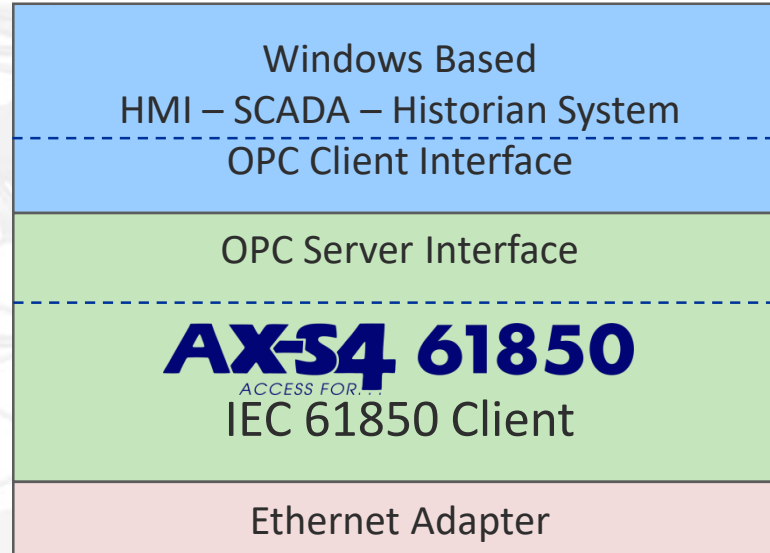 Windows Based
HMI – SCADA – Historian System
OPC Client Interface
OPC Server Interface
AX-S4 61850
ACCESS FOR. . .
IEC 61850 Client
Ethernet Adapter